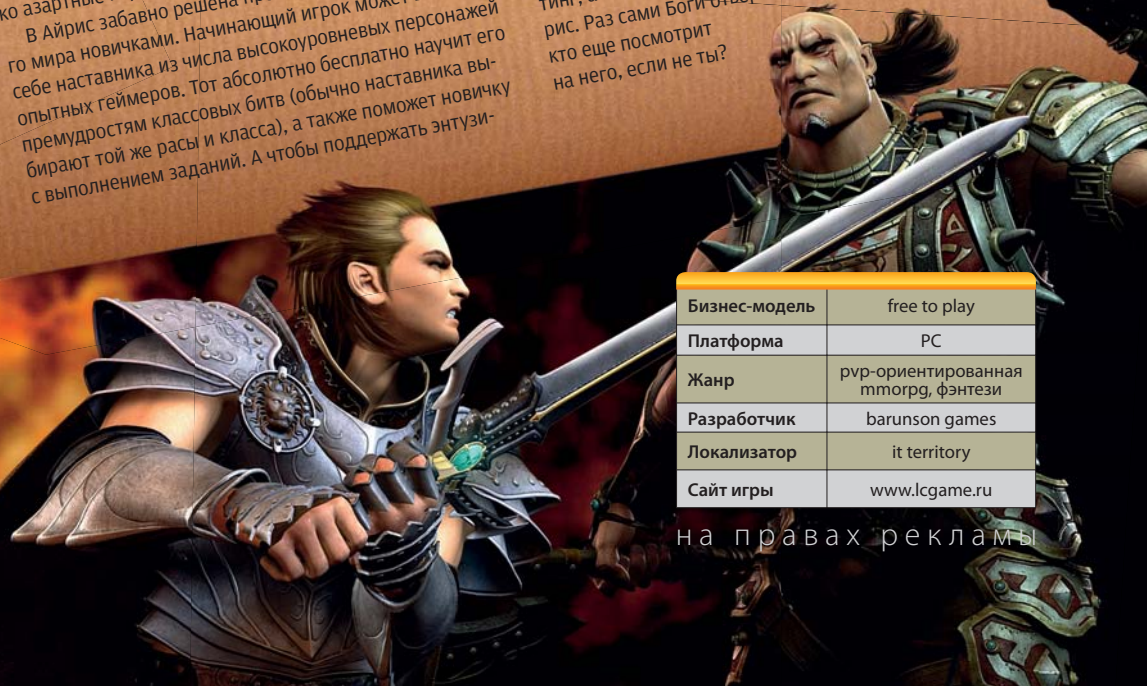 ко азартные
В Айрис забавно решена
го мира новичками. Начинающий игрок может
себе наставника из числа высокоуровневых персонажей
опытных геймеров. Тот абсолютно бесплатно научит его
премудростям классовых битв (обычно наставника вы-
бирают той же расы и класса), а также поможет новичку
с выполнением заданий. А чтобы поддержать энтузи-
рис. Раз сами Боги
кто еще посмотрит
на него, если не ты?
Бизнес-модель free to play
Платформа PC
Жанр pvp-ориентированная
mmorpg, фэнтези
Разработчик barunson games
Локализатор it territory
Сайт игры www.lcgame.ru
на правах рекламы